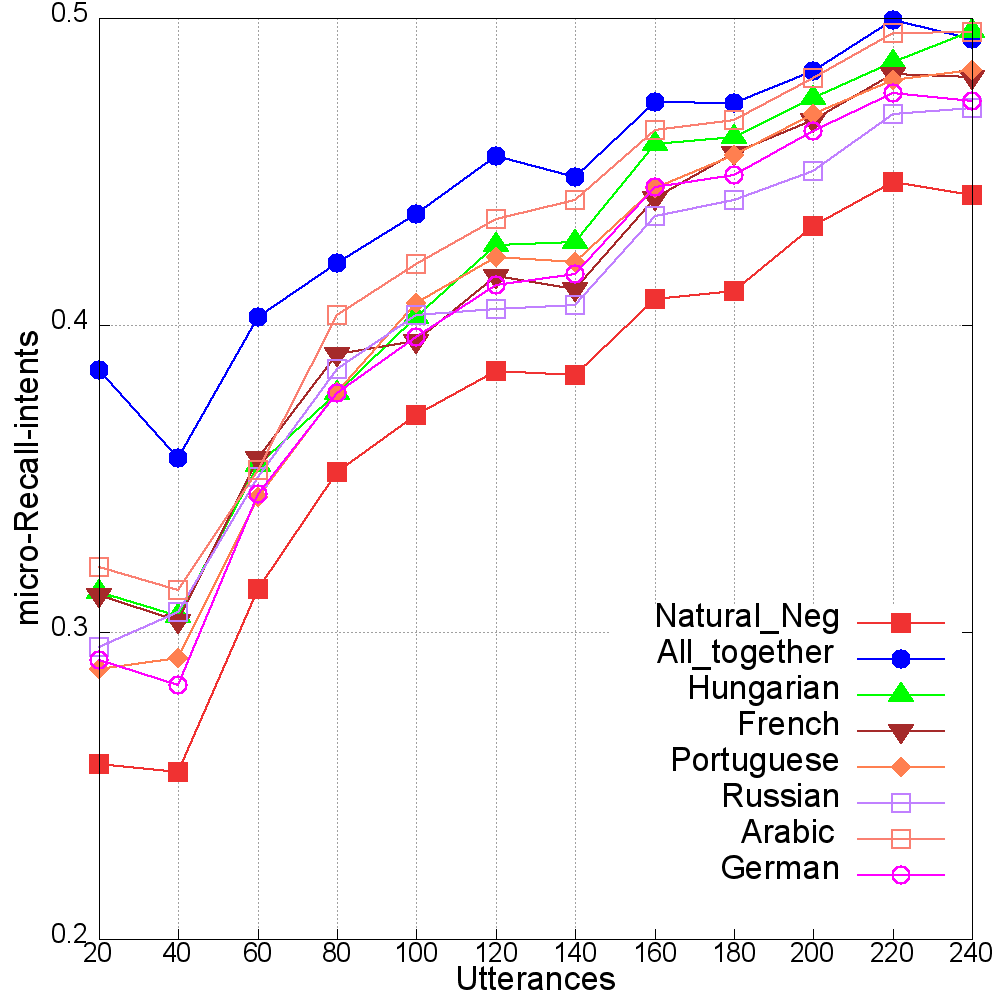 0.5
0.4
0.3
0.2
micro-Recall-intents
Natural_Neg
All_together
Hungarian
French
Portuguese
Russian
Arabic
German
20 40 60 80 100 120 140 160 180 200 220 240
Utterances